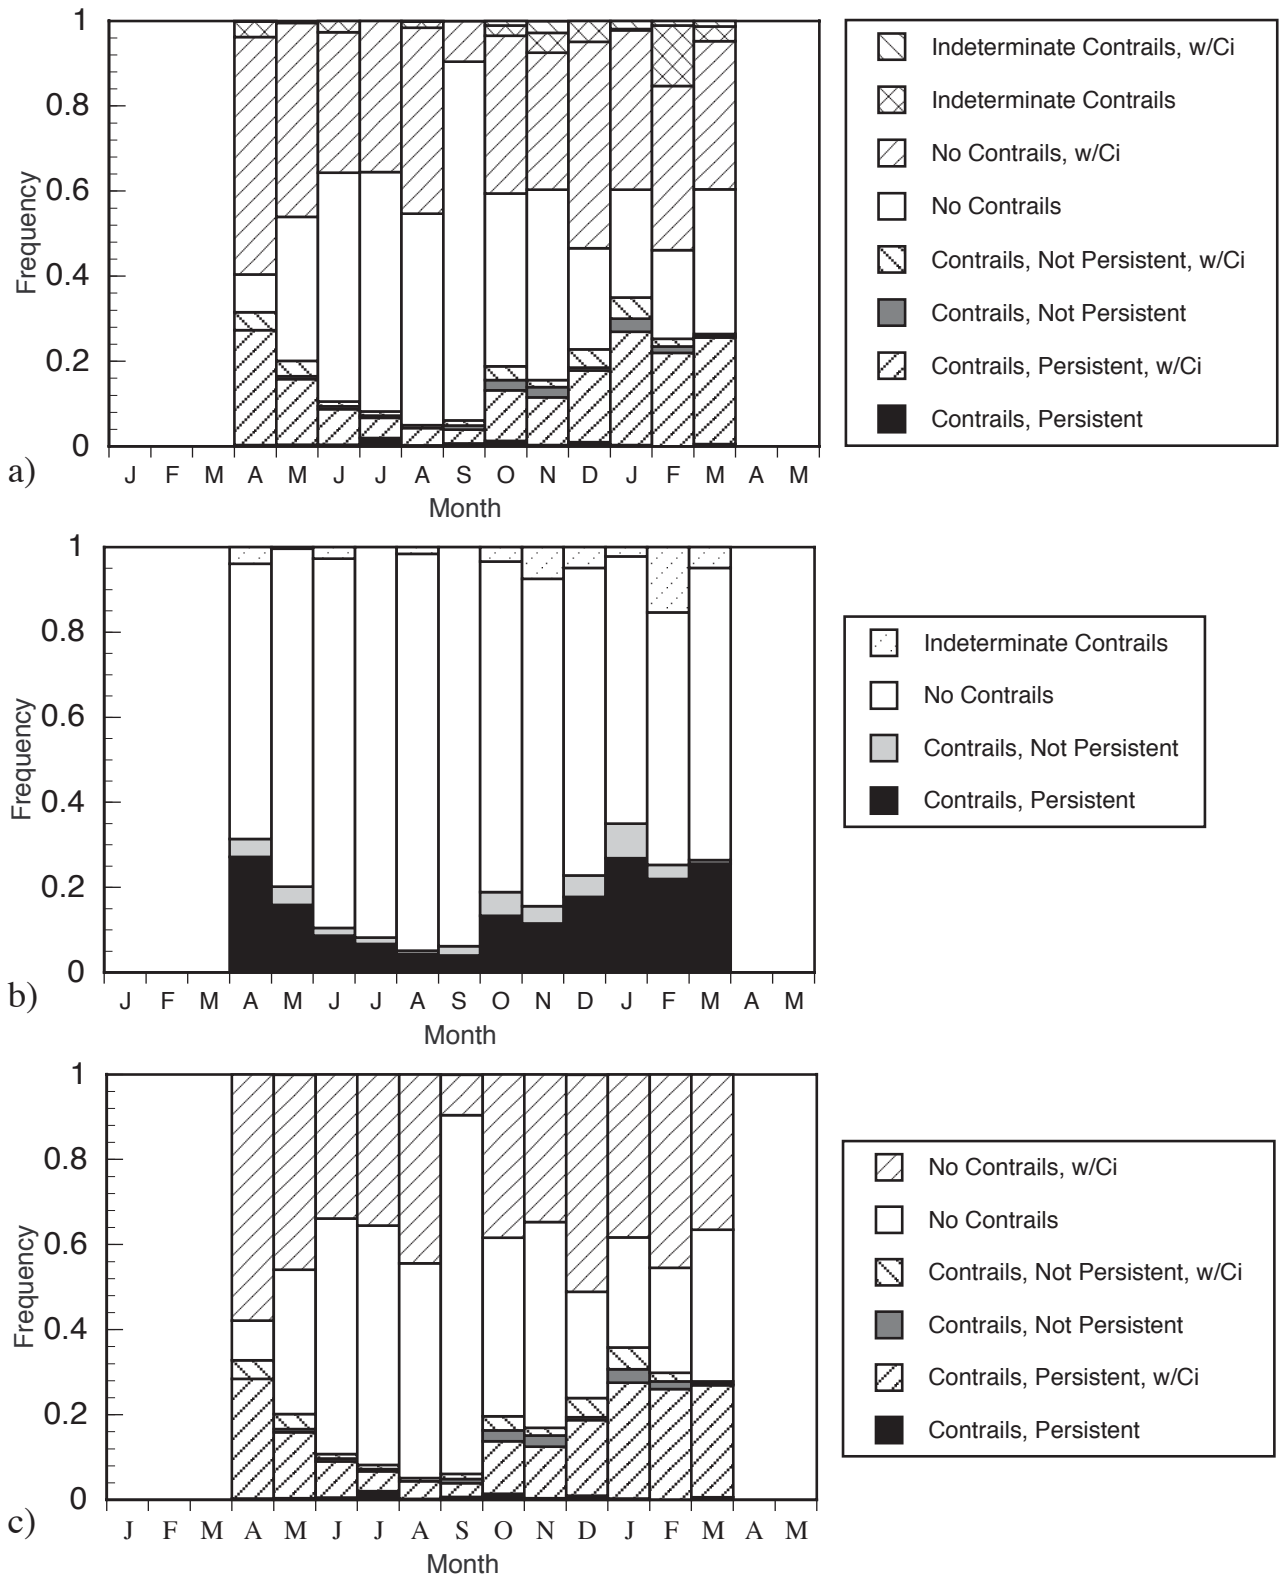 1
0.8
0.6
0.4
0.2
0
Frequency
J F M A M J J A S O N D J F M A M
Month
a)
Indeterminate Contrails, w/Ci
Indeterminate Contrails
No Contrails, w/Ci
No Contrails
Contrails, Not Persistent, w/Ci
Contrails, Not Persistent
Contrails, Persistent, w/Ci
Contrails, Persistent
1
0.8
0.6
0.4
0.2
0
Frequency
J F M A M J J A S O N D J F M A M
Month
b)
Indeterminate Contrails
No Contrails
Contrails, Not Persistent
Contrails, Persistent
1
0.8
0.6
0.4
0.2
0
Frequency
J F M A M J J A S O N D J F M A M
Month
c)
No Contrails, w/Ci
No Contrails
Contrails, Not Persistent, w/Ci
Contrails, Not Persistent
Contrails, Persistent, w/Ci
Contrails, Persistent